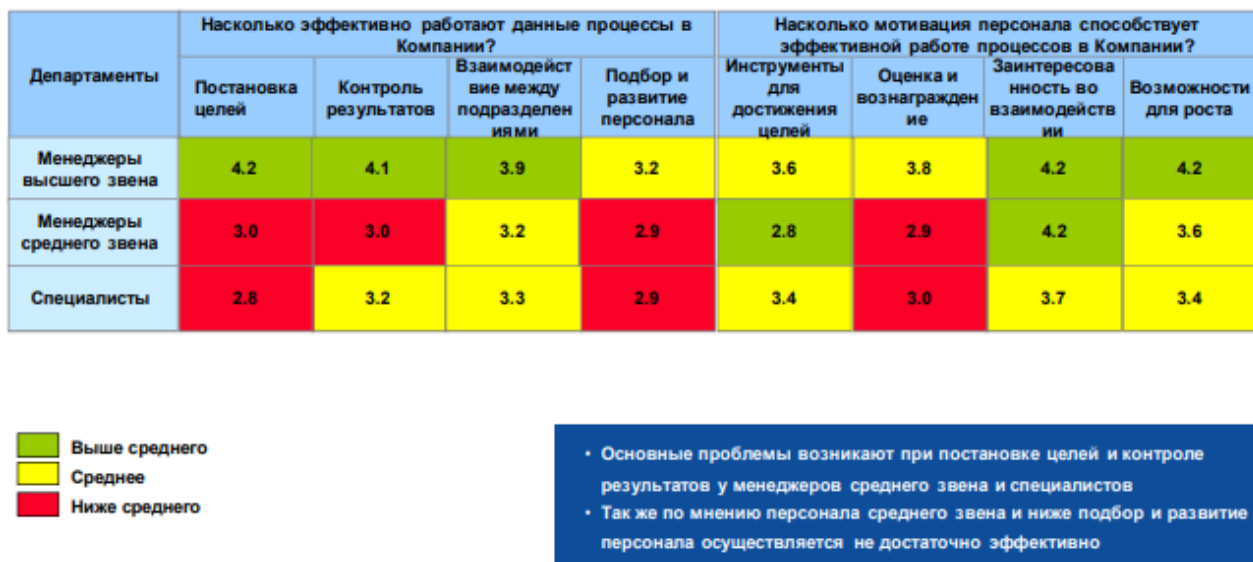 Департаменты
Насколько эффективно работают данные процессы в
Компании?
Насколько мотивация персонала способствует
эффективной работе процессов в Компании?
Постановка
целей
Контроль
результатов
Взаимодейст
вие между
подразделен
иями
Подбор и
развитие
персонала
Инструменты
для
достижения
целей
Оценка и
вознагражден
ие
Заинтересова
нность во
взаимодейств
ии
Возможности
для роста
Менеджеры
высшего звена
4.2
4.1
3.9
3.2
3.6
3.8
4.2
4.2
Менеджеры
среднего звена
3.0
3.0
3.2
2.9
2.8
2.9
4.2
3.6
Специалисты
2.8
3.2
3.3
2.9
3.4
3.0
3.7
3.4
Выше среднего
Среднее
Ниже среднего
• Основные проблемы возникают при постановке целей и контроле
результатов у менеджеров среднего звена и специалистов
• Так же по мнению персонала среднего звена и ниже подбор и развитие
персонала осуществляется не достаточно эффективно